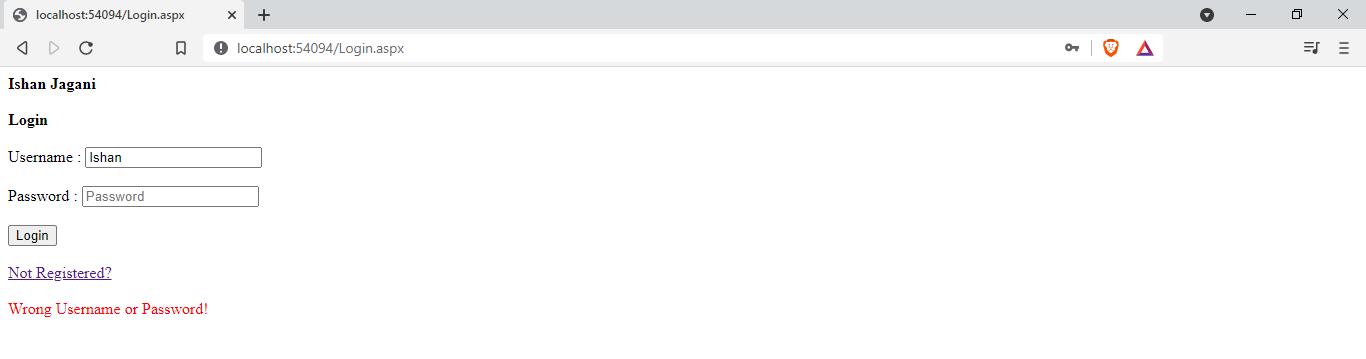 localhost:54094/Login.aspx
localhost:54094/Login.aspx
Ishan Jagani
Login
Username : Ishan
Password : Password
Login
Not Registered?
Wrong Username or Password!